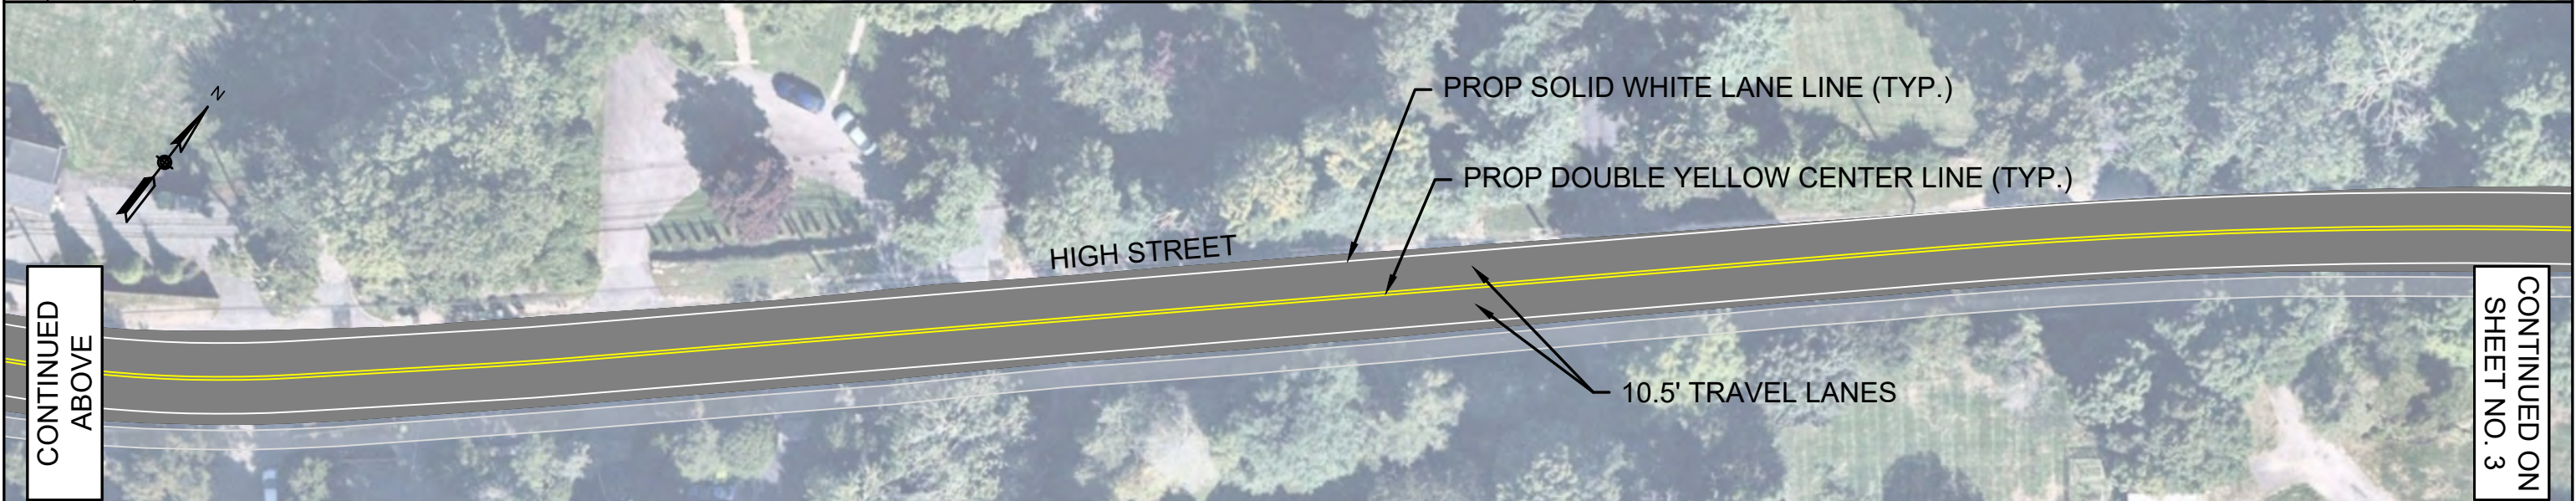 N
PROP SOLID WHITE LANE LINE (TYP.)
PROP DOUBLE YELLOW CENTER LINE (TYP.)
HIGH STREET
10.5' TRAVEL LANES
CONTINUED
ABOVE
CONTINUED ON
SHEET NO. 3